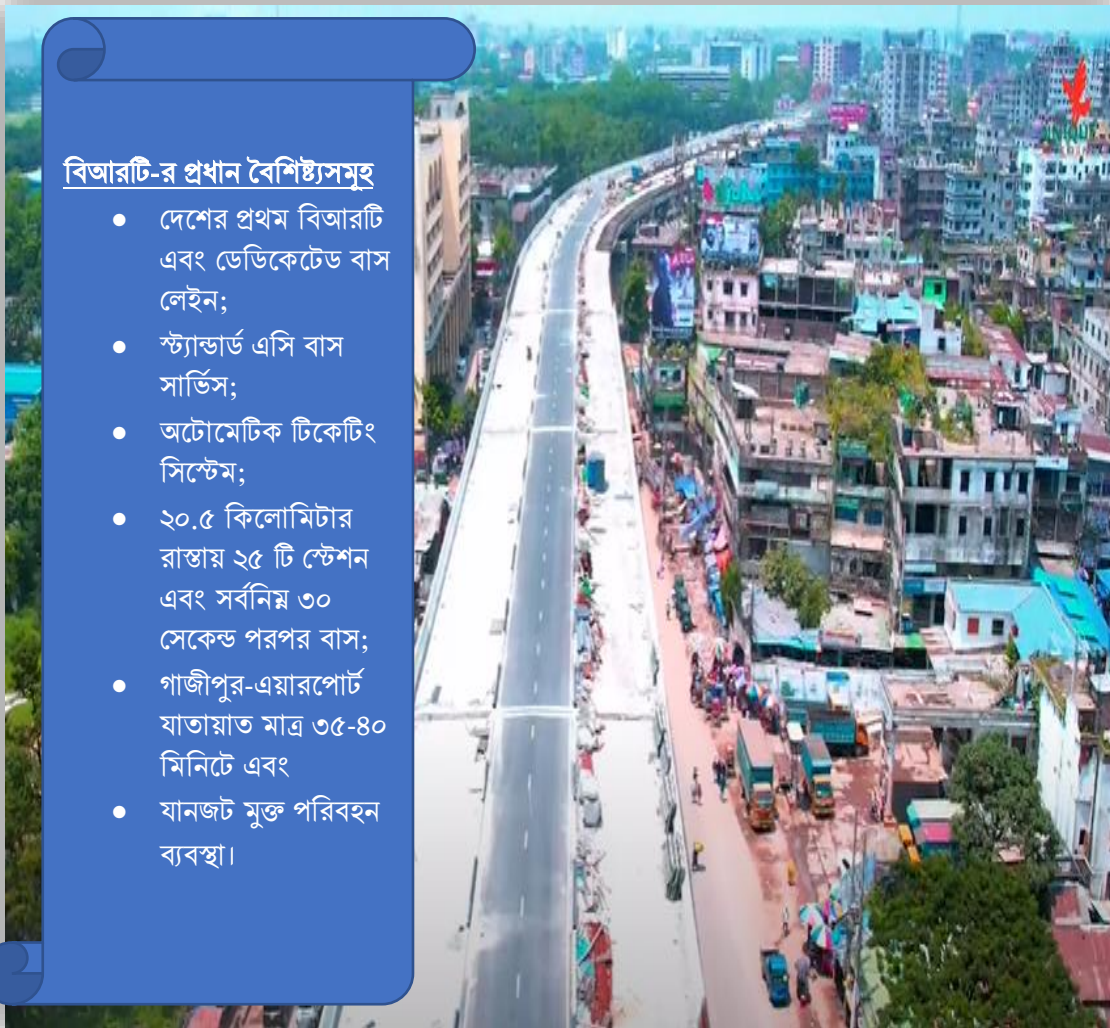 বিআরটি-র প্রধান বৈশিষ্ট্যসমূহ
● দেশের প্রথম বিআরটি
এবং ডেডিকেটেড বাস
লেইন;
● স্ট্যান্ডার্ড এসি বাস
সার্ভিস;
● অটোমেটিক টিকেটিং
সিস্টেম;
● ২০.৫ কিলোমিটার
রাস্তায় ২৫ টি স্টেশন
এবং সর্বনিম্ন ৩০
সেকেন্ড পরপর বাস;
● গাজীপুর-এয়ারপোর্ট
যাতায়াত মাত্র ৩৫-৪০
মিনিটে এবং
● যানজট মুক্ত পরিবহন
ব্যবস্থা।
UNIQUE